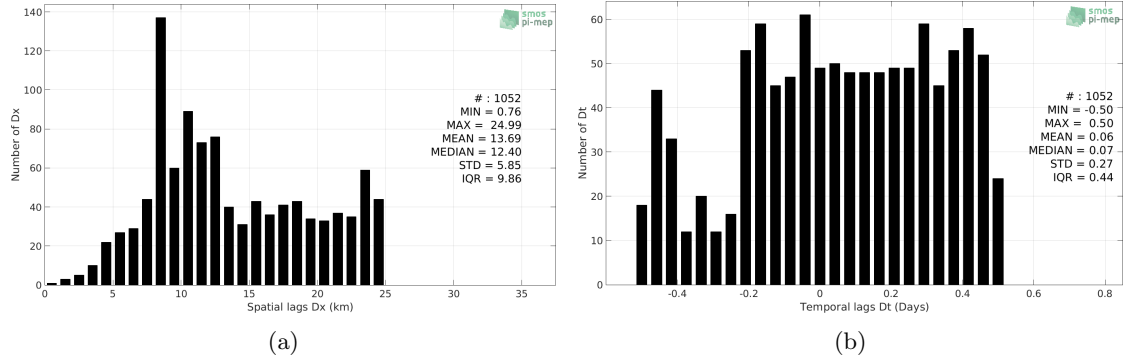 140
120
100
80
60
40
20
0
0 5 10 15 20 25 30 35
Number of Dx
Spatial lags Dx (km)
smos
pi-mep
# : 1052
MIN = 0.76
MAX = 24.99
MEAN = 13.69
MEDIAN = 12.40
STD = 5.85
IQR = 9.86
(a)
60
50
40
30
20
10
0
-0.4 -0.2 0 0.2 0.4 0.6 0.8
Number of Dt
Temporal lags Dt (Days)
smos
pi-mep
# : 1052
MIN = -0.50
MAX = 0.50
MEAN = 0.06
MEDIAN = 0.07
STD = 0.27
IQR = 0.44
(b)